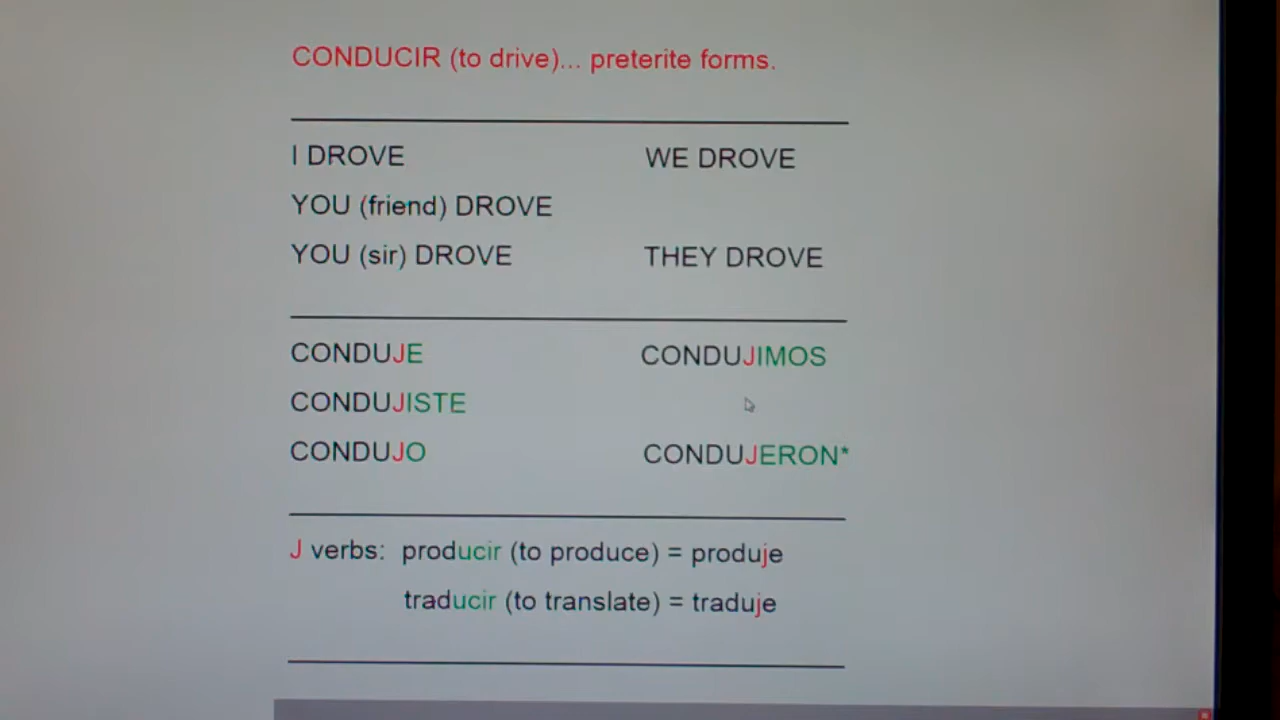 CONDUCIR (to drive)... preterite forms.
I DROVE WE DROVE
YOU (friend) DROVE
YOU (sir) DROVE THEY DROVE
CONDUJE CONDUJIMOS
CONDUJISTE
CONDUJO CONDUJERON*
J verbs: producir (to produce) = produje
traducir (to translate) = traduje